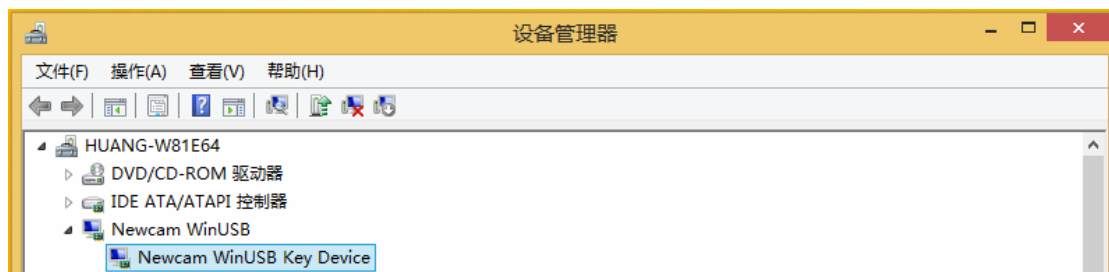 设备管理器
文件(F) 操作(A) 查看(V) 帮助(H)
HUANG-W81E64
DVD/CD-ROM 驱动器
IDE ATA/ATAPI 控制器
Newcam WinUSB
Newcam WinUSB Key Device